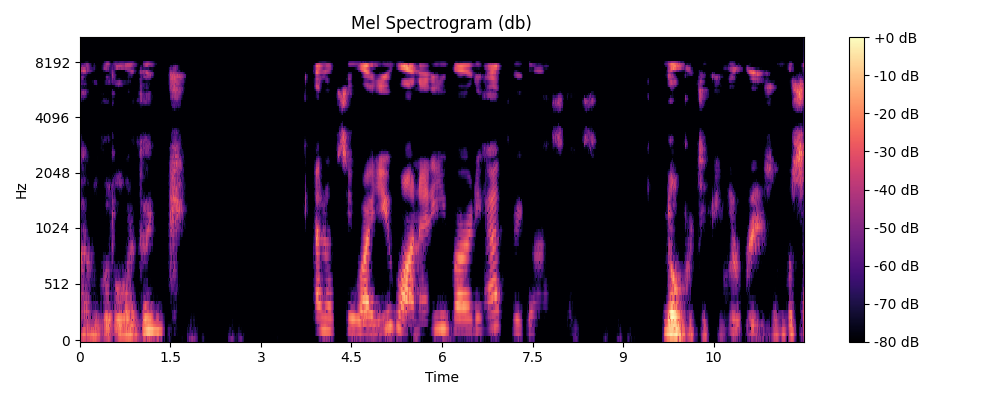 Mel Spectrogram (db)
8192
4096
2048
1024
512
0
Hz
0 1.5 3 4.5 6 7.5 9 10
Time
+0 dB
-10 dB
-20 dB
-30 dB
-40 dB
-50 dB
-60 dB
-70 dB
-80 dB